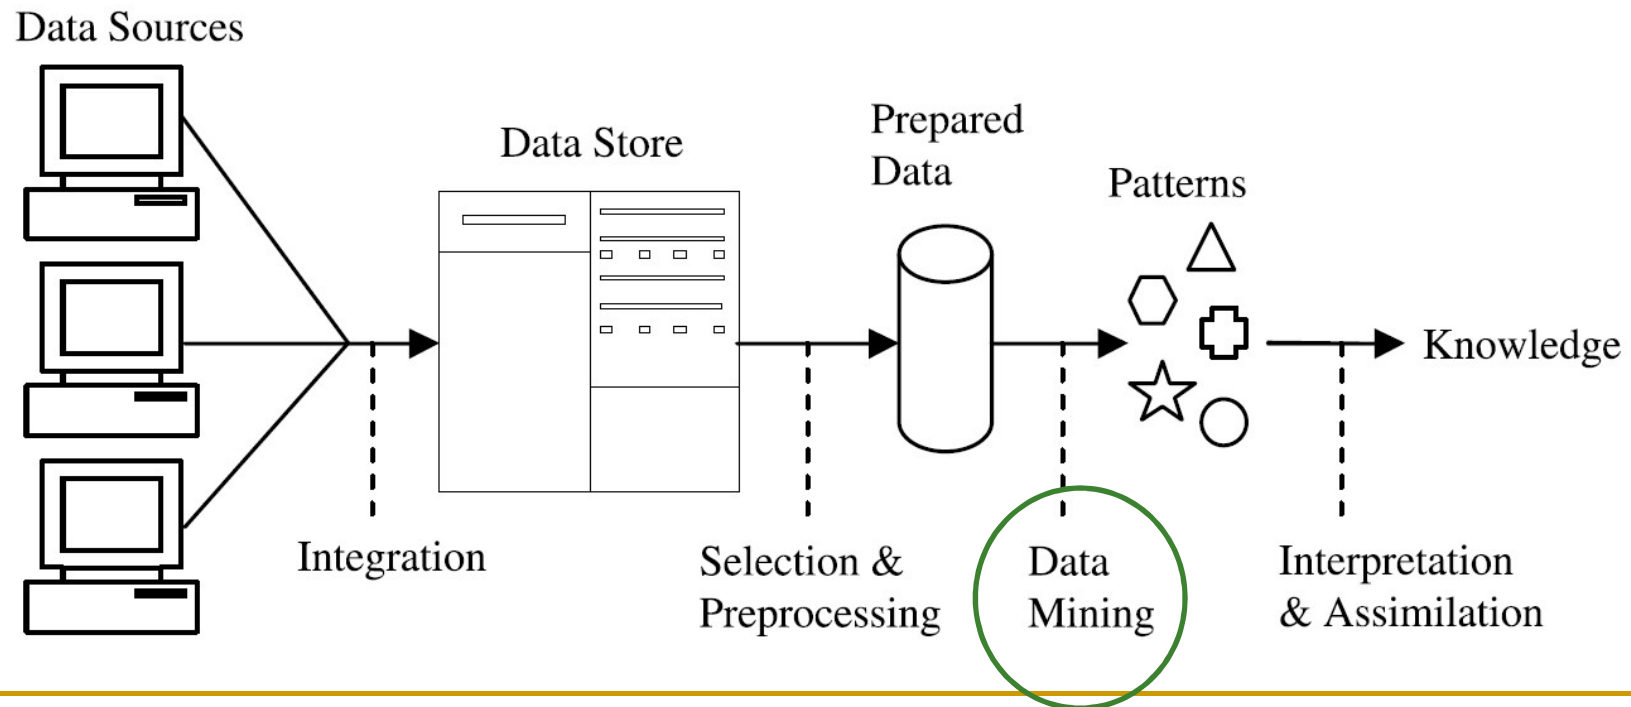 Data Sources
Data Store
Prepared
Data
Patterns
Knowledge
Integration
Selection &
Preprocessing
Data
Mining
Interpretation
& Assimilation